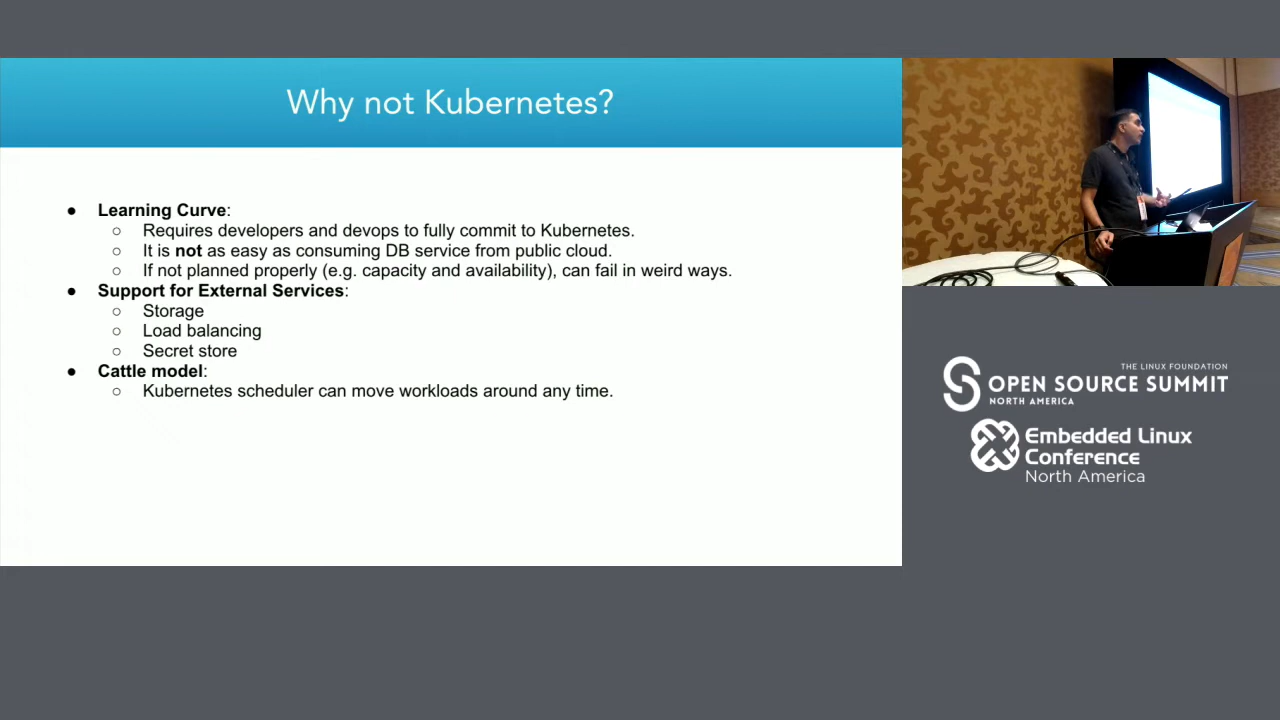 Why not Kubernetes?
● Learning Curve:
○ Requires developers and devops to fully commit to Kubernetes.
○ It is not as easy as consuming DB service from public cloud.
○ If not planned properly (e.g. capacity and availability), can fail in weird ways.
● Support for External Services:
○ Storage
○ Load balancing
○ Secret store
● Cattle model:
○ Kubernetes scheduler can move workloads around any time.
THE LINUX FOUNDATION
OPEN SOURCE SUMMIT
NORTH AMERICA
Embedded Linux
Conference
North America